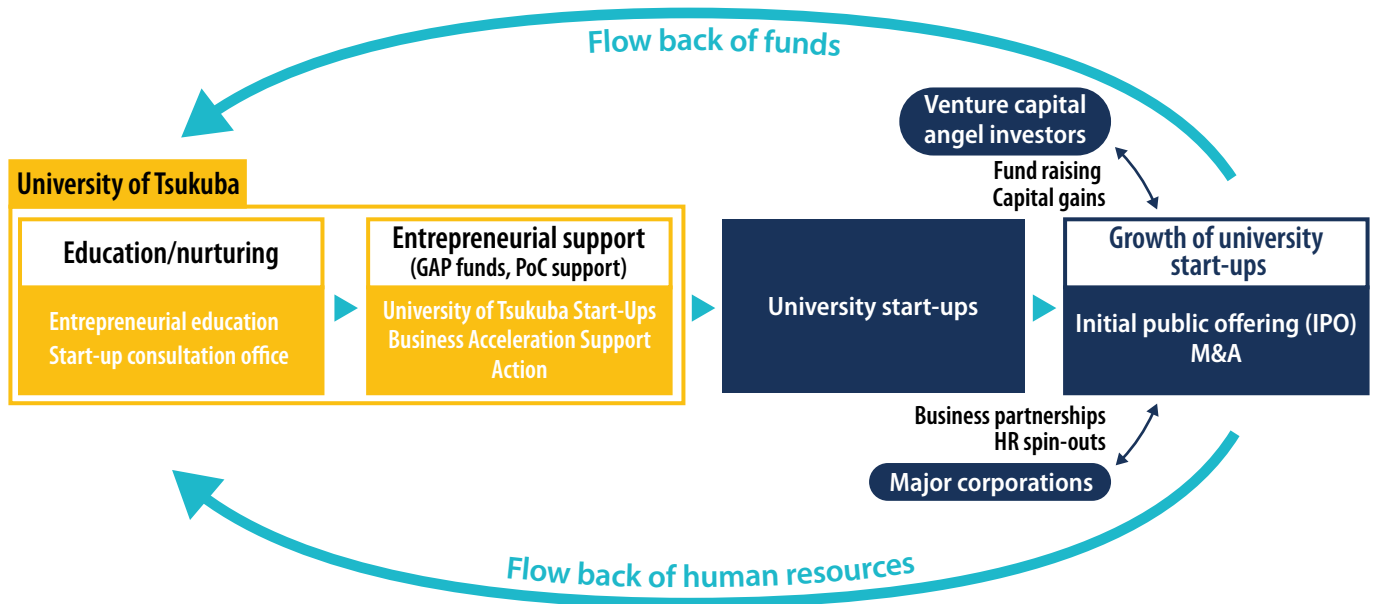 Flow back of funds
Venture capital
angel investors
Fund raising
Capital gains
University of Tsukuba
Education/nurturing
Entrepreneurial education
Start-up consultation office
Entrepreneurial support
(GAP funds, PoC support)
University of Tsukuba Start-Ups
Business Acceleration Support
Action
University start-ups
Growth of university
start-ups
Initial public offering (IPO)
M&A
Business partnerships
HR spin-outs
Major corporations
Flow back of human resources